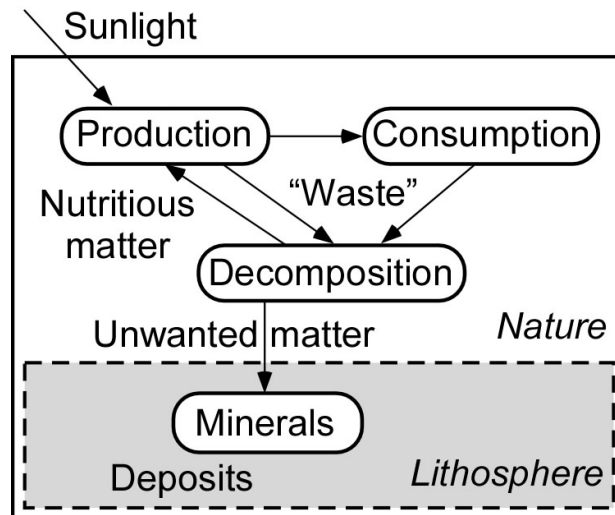 Sunlight
Production
Consumption
“Waste”
Nutritious
matter
Decomposition
Unwanted matter
Nature
Minerals
Deposits
Lithosphere